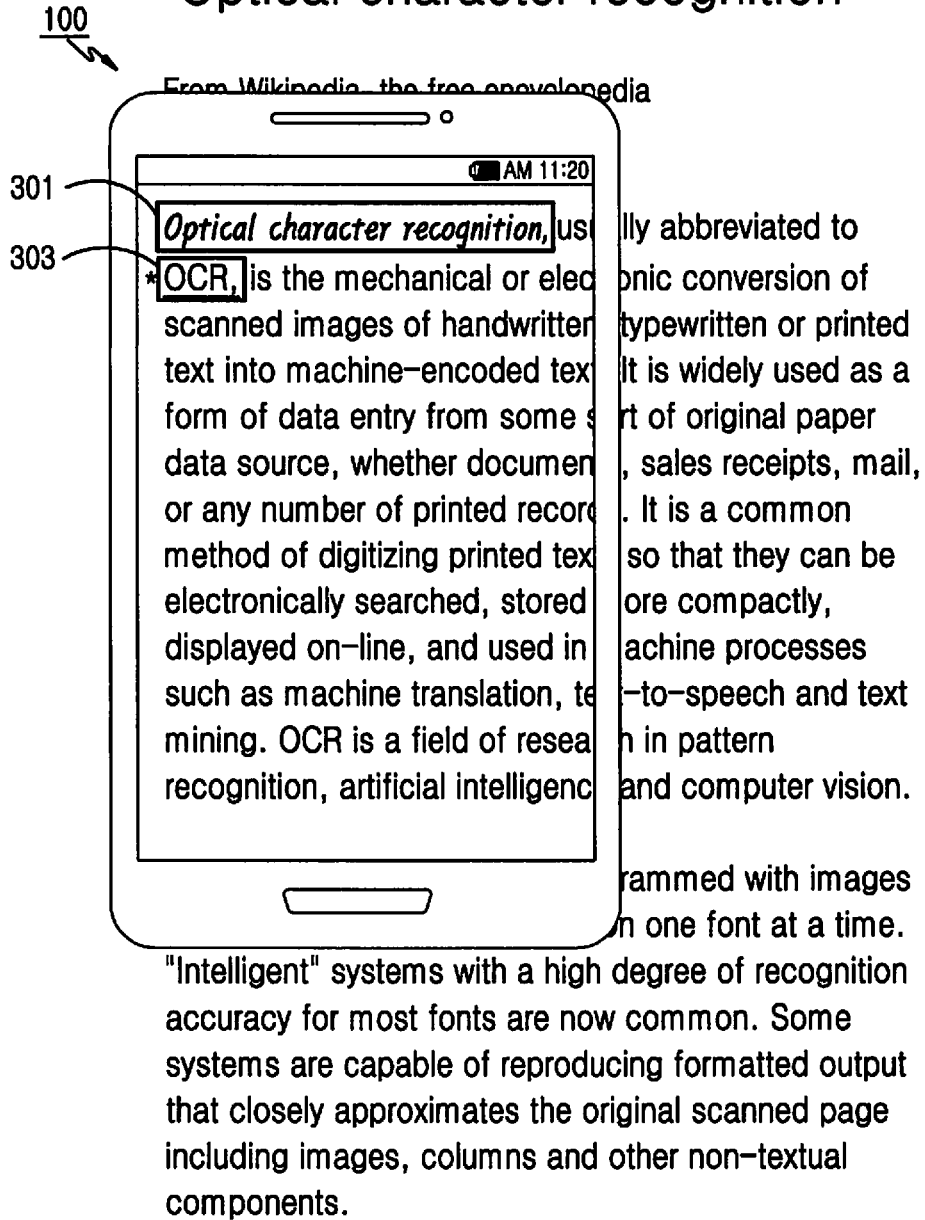 Optical character recognition
100
From Wikipedia, the free encyclopedia
AM 11:20
301
Optical character recognition, usually abbreviated to
303
*OCR, is the mechanical or elec onic conversion of
scanned images of handwritten typewritten or printed
text into machine-encoded tex It is widely used as a
form of data entry from some s rt of original paper
data source, whether documen , sales receipts, mail,
or any number of printed record . It is a common
method of digitizing printed tex so that they can be
electronically searched, stored ore compactly,
displayed on-line, and used in achine processes
such as machine translation, te -to-speech and text
mining. OCR is a field of resea h in pattern
recognition, artificial intelligenc and computer vision.
rammed with images
n one font at a time.
"Intelligent" systems with a high degree of recognition
accuracy for most fonts are now common. Some
systems are capable of reproducing formatted output
that closely approximates the original scanned page
including images, columns and other non-textual
components.